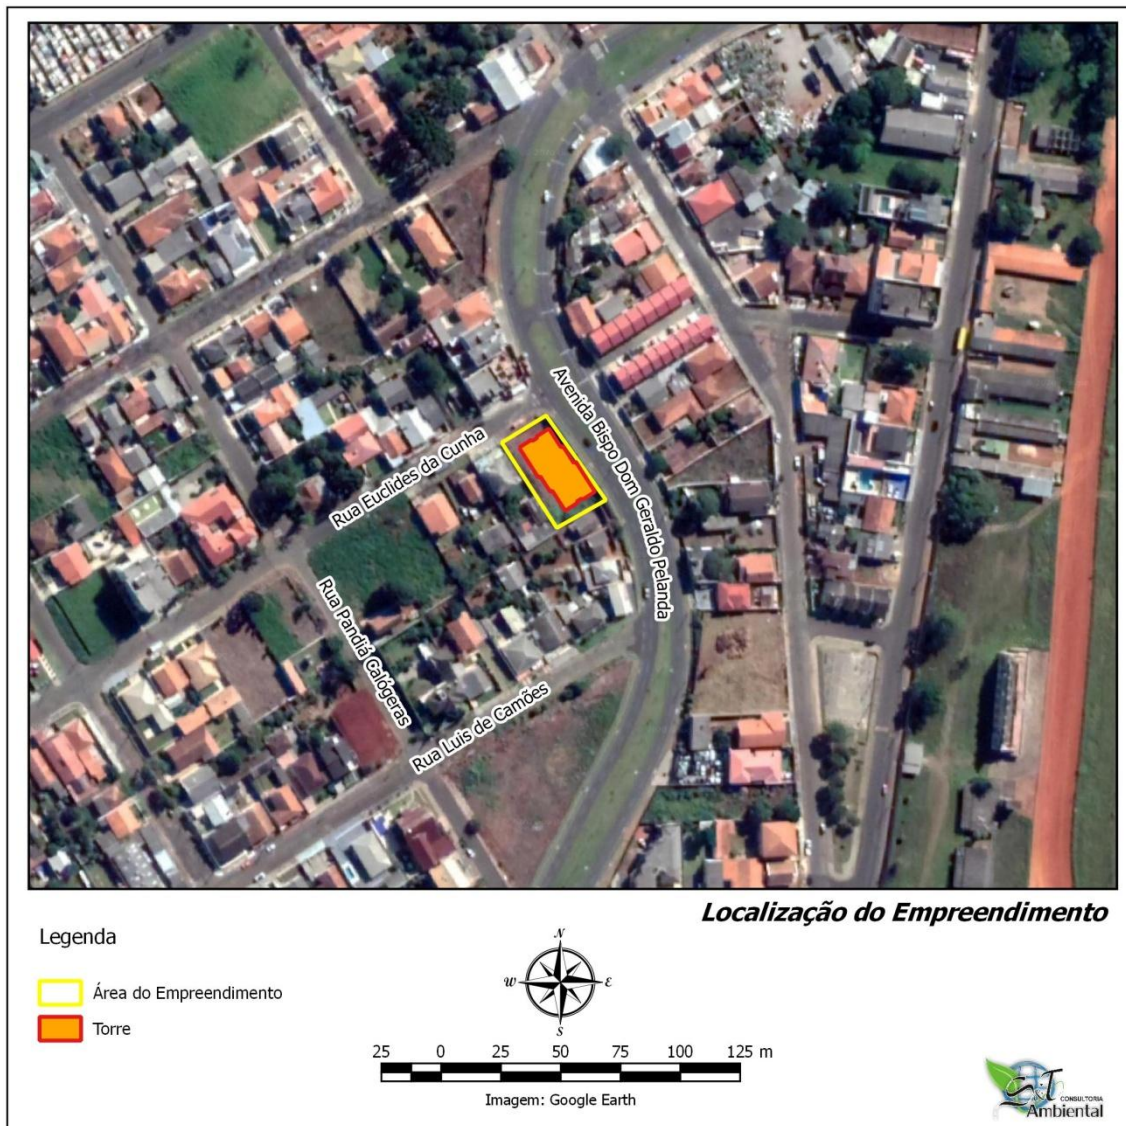 Avenida Bispo Dom Geraldo Pelanda
Rua Euclides da Cunha
Rua Pandiá Calógeras
Rua Luis de Camões
Localização do Empreendimento
Legenda
Área do Empreendimento
Torre
N
W
E
S
25 0 25 50 75 100 125 m
Imagem: Google Earth
CONSULTORIA
Ambiental